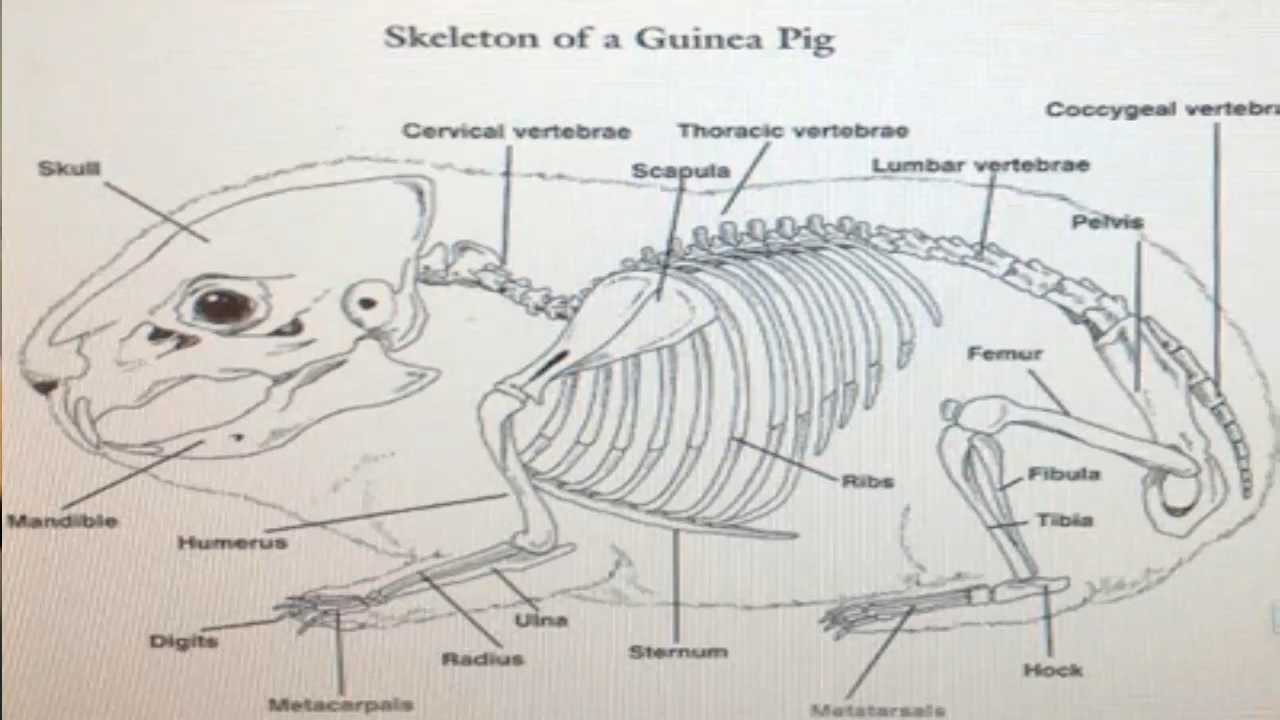 Skeleton of a Guinea Pig
Coccygeal vertebra
Cervical vertebrae
Thoracic vertebrae
Skull
Scapula
Lumbar vertebrae
Pelvis
Femur
Fibula
Ribs
Mandible
Tibia
Humerus
Ulna
Digits
Radius
Sternum
Hock
Metacarpals
Metatarsals